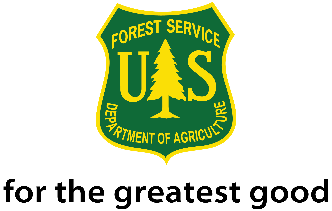 FOREST SERVICE
U S
DEPARTMENT OF AGRICULTURE
for the greatest good